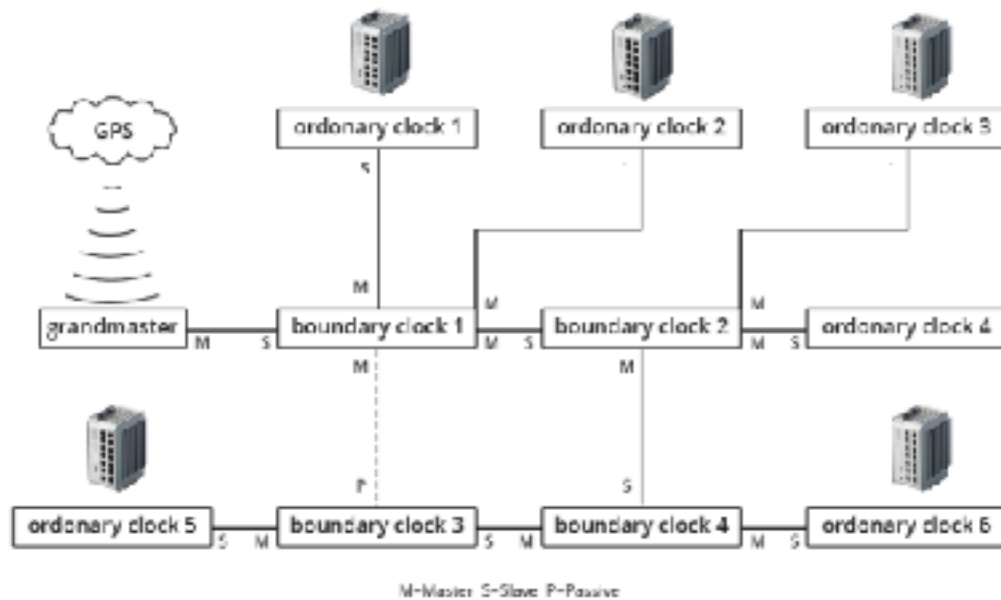 GPS
ordonary clock 1
ordonary clock 2
ordonary clock 3
S
M
M
M
grandmaster
boundary clock 1
boundary clock 2
ordonary clock 4
M
S
M
S
M
S
M
M
P
S
ordonary clock 5
boundary clock 3
boundary clock 4
ordonary clock 6
S
M
S
M
M
S
M-Master S-Slave P-Passive